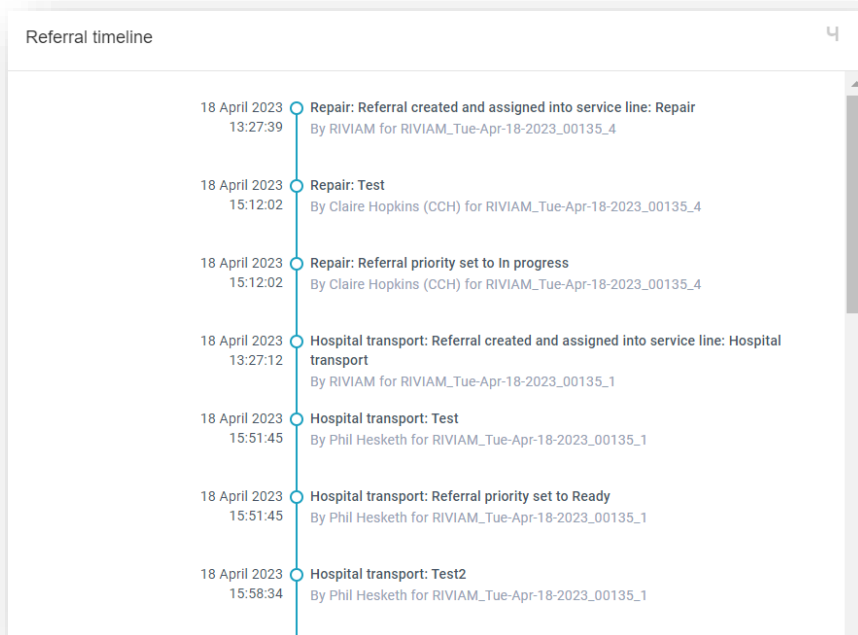 Referral timeline
18 April 2023
13:27:39
Repair: Referral created and assigned into service line: Repair
By RIVIAM for RIVIAM_Tue-Apr-18-2023_00135_4
18 April 2023
15:12:02
Repair: Test
By Claire Hopkins (CCH) for RIVIAM_Tue-Apr-18-2023_00135_4
18 April 2023
15:12:02
Repair: Referral priority set to In progress
By Claire Hopkins (CCH) for RIVIAM_Tue-Apr-18-2023_00135_4
18 April 2023
13:27:12
Hospital transport: Referral created and assigned into service line: Hospital
transport
By RIVIAM for RIVIAM_Tue-Apr-18-2023_00135_1
18 April 2023
15:51:45
Hospital transport: Test
By Phil Hesketh for RIVIAM_Tue-Apr-18-2023_00135_1
18 April 2023
15:51:45
Hospital transport: Referral priority set to Ready
By Phil Hesketh for RIVIAM_Tue-Apr-18-2023_00135_1
18 April 2023
15:58:34
Hospital transport: Test2
By Phil Hesketh for RIVIAM_Tue-Apr-18-2023_00135_1